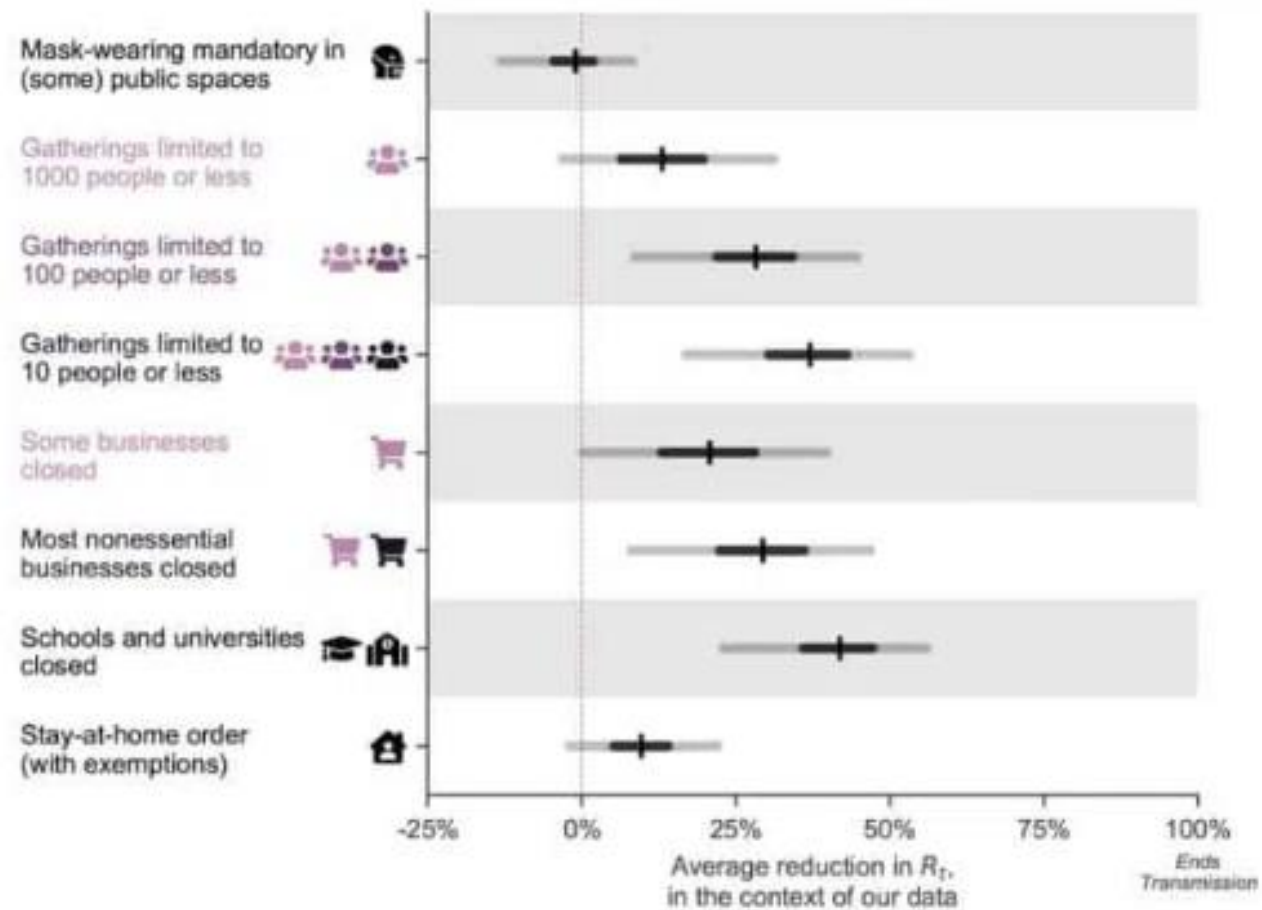 Mask-wearing mandatory in
(some) public spaces
Gatherings limited to
1000 people or less
Gatherings limited to
100 people or less
Gatherings limited to
10 people or less
Some businesses
closed
Most nonessential
businesses closed
Schools and universities
closed
Stay-at-home order
(with exemptions)
-25% 0% 25% 50% 75% 100%
Average reduction in Rt,
in the context of our data
Ends
Transmission